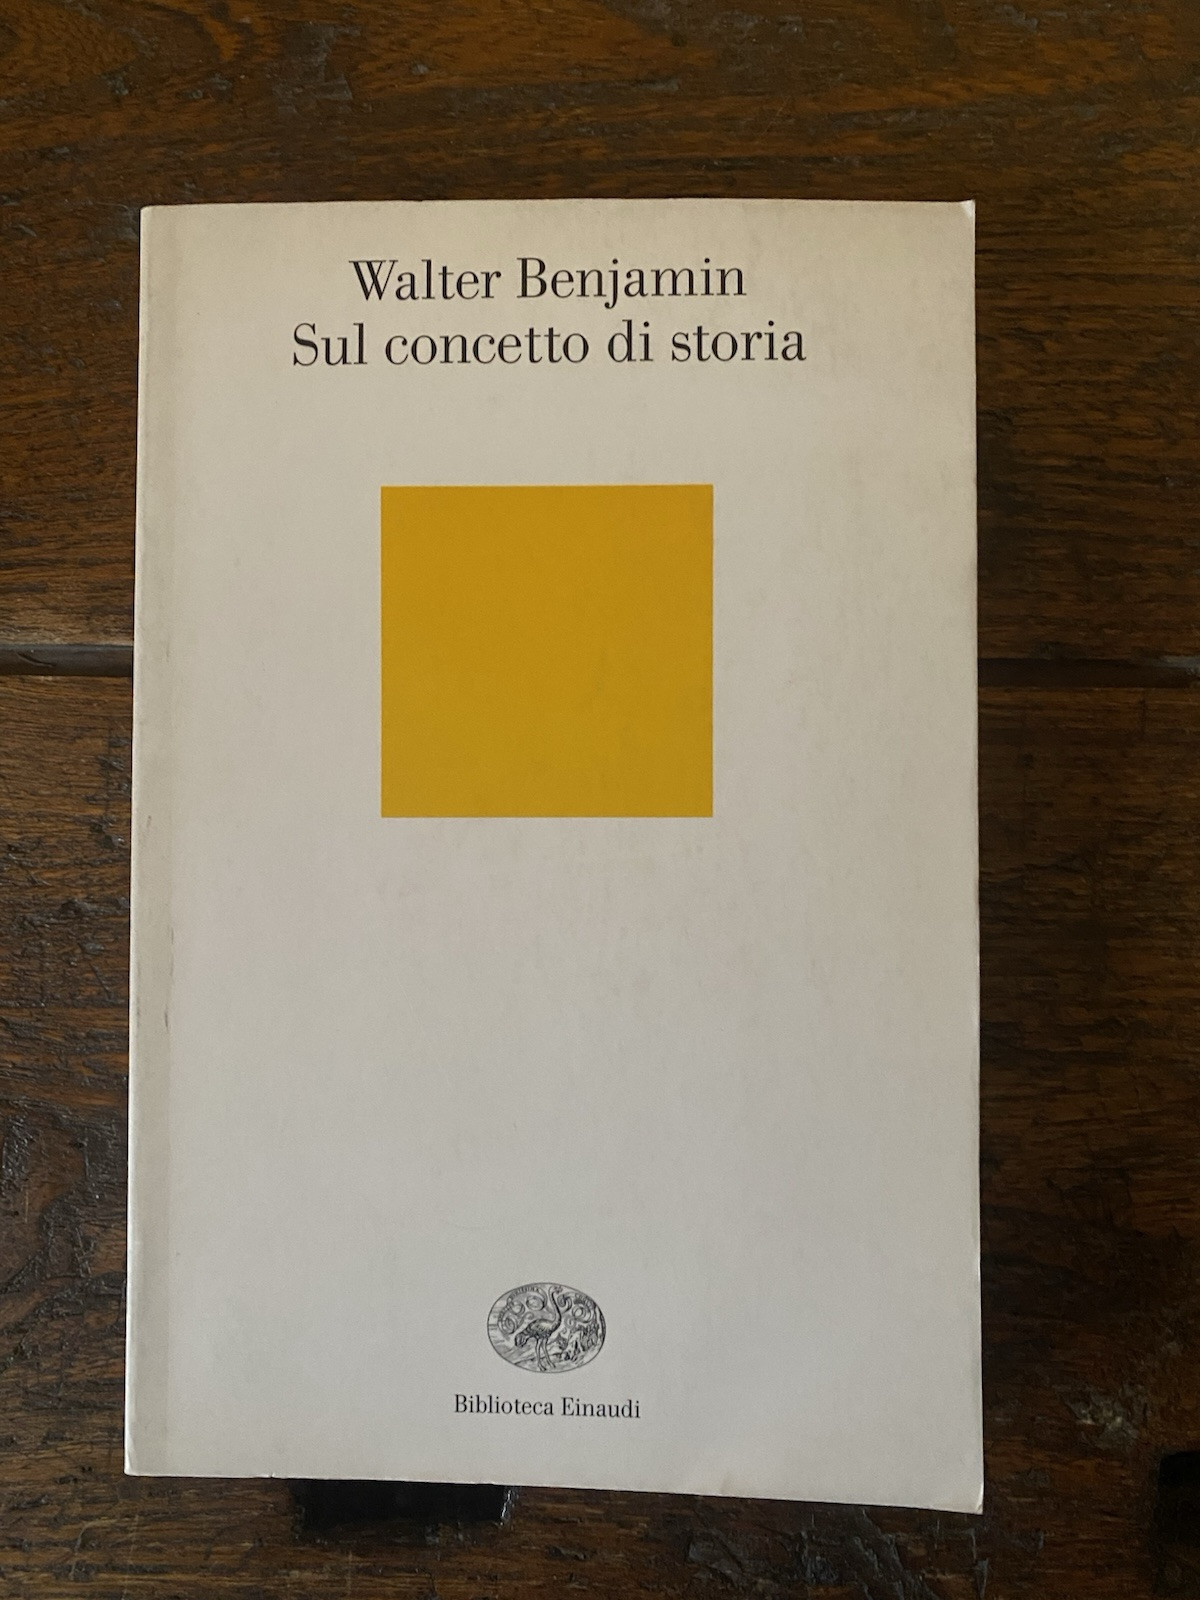 Walter Benjamin
Sul concetto di storia
Biblioteca Einaudi